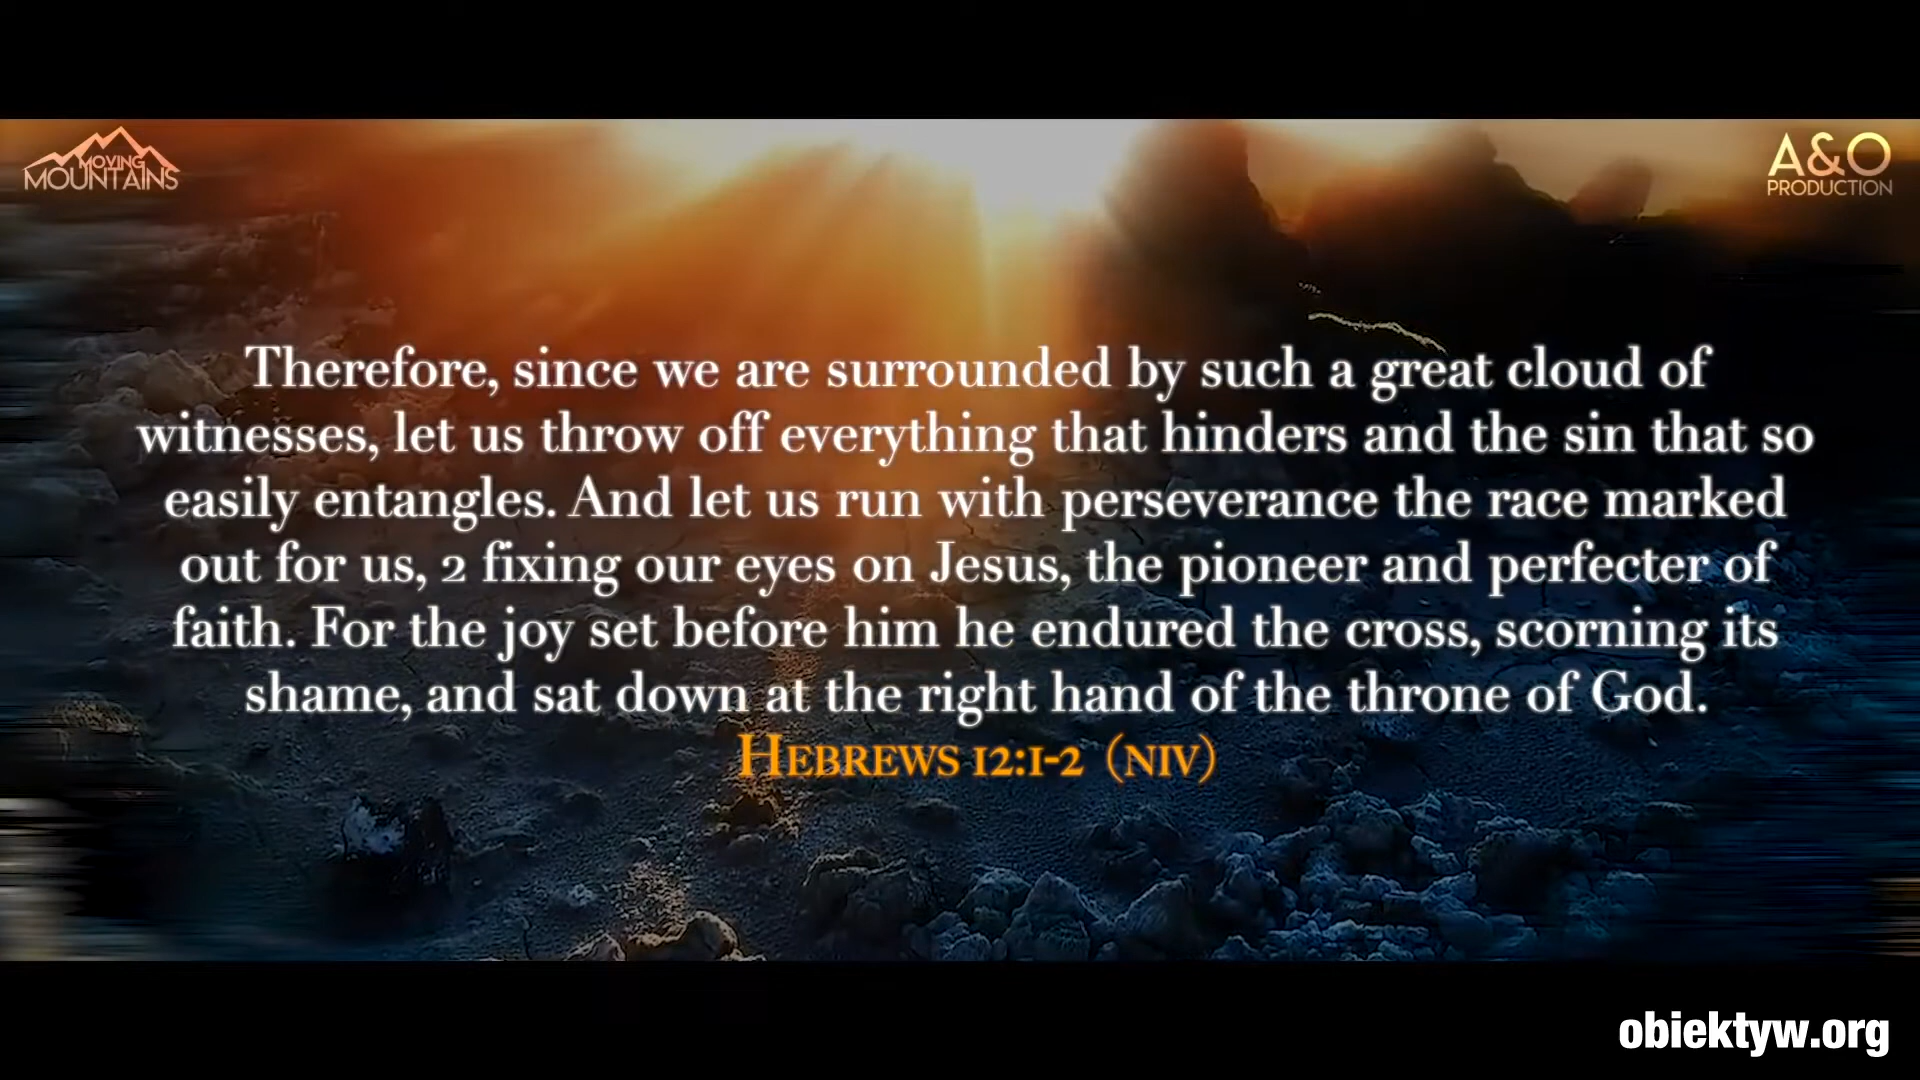 MOVING
MOUNTAINS
A&O
PRODUCTION
Therefore, since we are surrounded by such a great cloud of
witnesses, let us throw off everything that hinders and the sin that so
easily entangles. And let us run with perseverance the race marked
out for us, 2 fixing our eyes on Jesus, the pioneer and perfecter of
faith. For the joy set before him he endured the cross, scorning its
shame, and sat down at the right hand of the throne of God.
HEBREWS 12:1-2 (NIV)
obiektyw.org